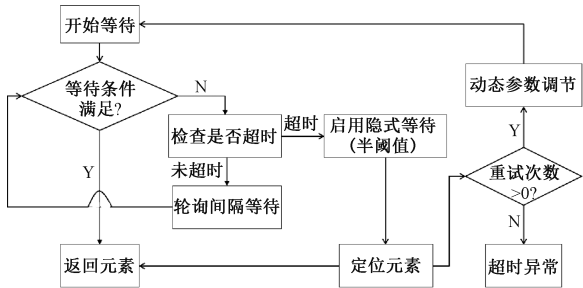 开始等待
等待条件
满足?
N
检查是否超时
超时
启用隐式等待
(半阈值)
动态参数调节
Y
Y
未超时
轮询间隔等待
重试次数
>0?
N
返回元素
定位元素
超时异常